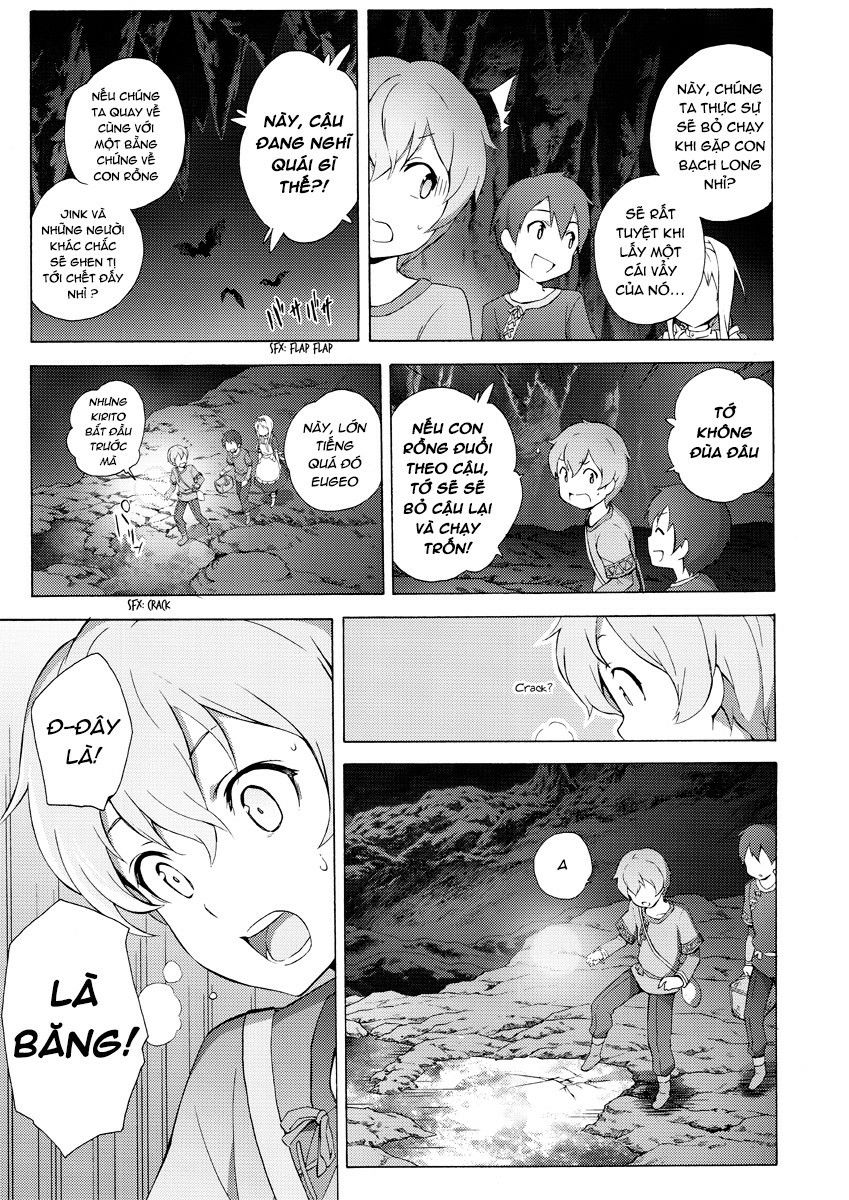 NÀY, CHÚNG
TA THỰC SỰ
SẼ BỎ CHẠY
KHI GẶP CON
BẠCH LONG
NHỈ?
SẼ RẤT
TUYỆT KHI
LẤY MỘT
CÁI VẨY
CỦA NÓ...
NÀY, CẬU
ĐANG NGHĨ
QUÁI GÌ
THẾ?!
NẾU CHÚNG
TA QUAY VỀ
CÙNG VỚI
MỘT BẰNG
CHỨNG VỀ
CON RỒNG
JINK VÀ
NHỮNG NGƯỜI
KHÁC CHẮC
SẼ GHEN TỊ
TỚI CHẾT ĐẤY
NHỈ ?
バサ バサ
SFX: FLAP FLAP
TỚ
KHÔNG
ĐÙA ĐÂU
NẾU CON
RỒNG ĐUỔI
THEO CẬU,
TỚ SẼ SẼ
BỎ CẬU LẠI
VÀ CHẠY
TRỐN!
NÀY, LỚN
TIẾNG
QUÁ ĐÓ
EUGEO
NHƯNG
KIRITO
BẮT ĐẦU
TRƯỚC
MÀ
SFX: CRACK
Crack?
A
Đ-ĐÂY
LÀ!
LÀ
BĂNG!